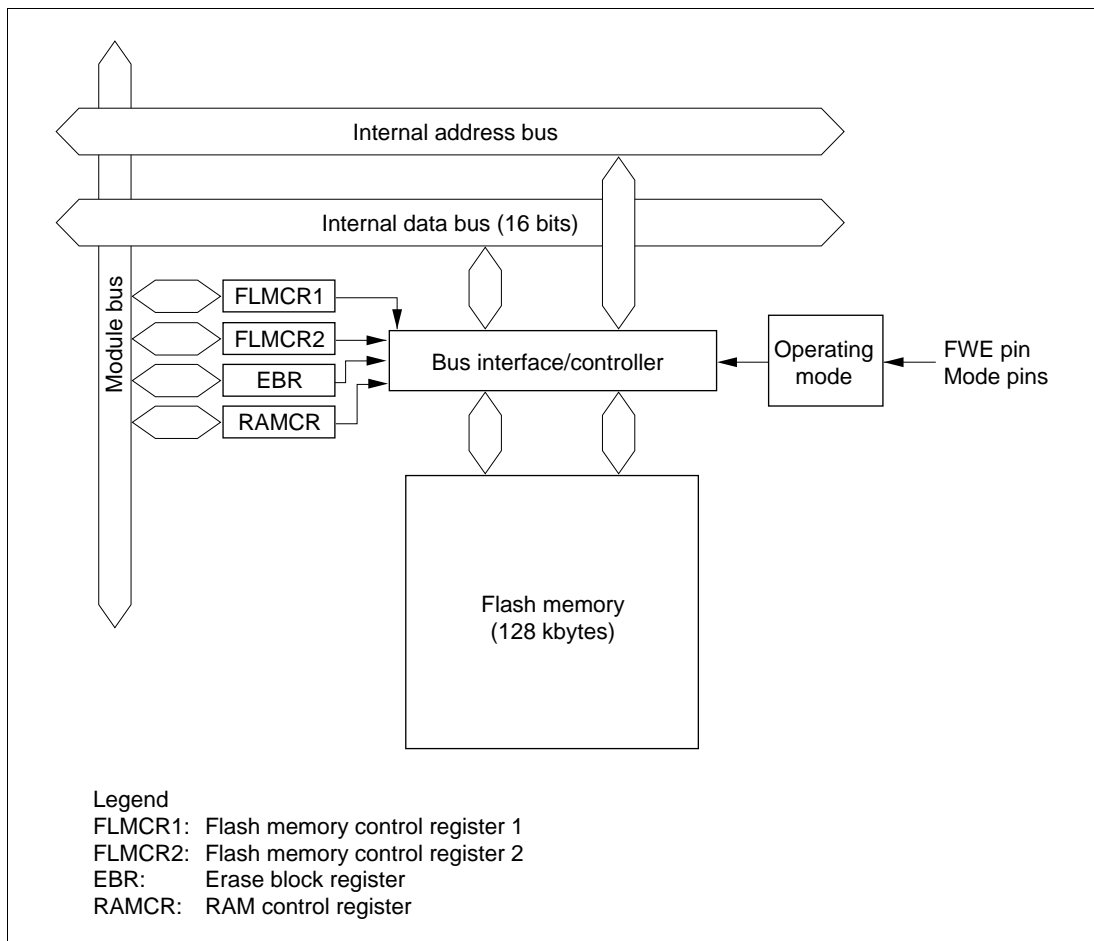 Internal address bus
Internal data bus (16 bits)
Module bus
FLMCR1
FLMCR2
EBR
RAMCR
Bus interface/controller
Operating
mode
FWE pin
Mode pins
Flash memory
(128 kbytes)
Legend
FLMCR1: Flash memory control register 1
FLMCR2: Flash memory control register 2
EBR: Erase block register
RAMCR: RAM control register